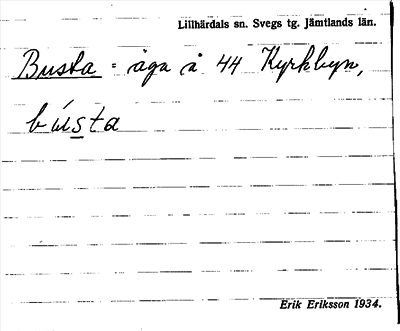 Lillhärdals sn. Svegs tg. Jämtlands län.
Busta = äga å 44 Kyrkbyn,
bústa
Erik Eriksson 1934.